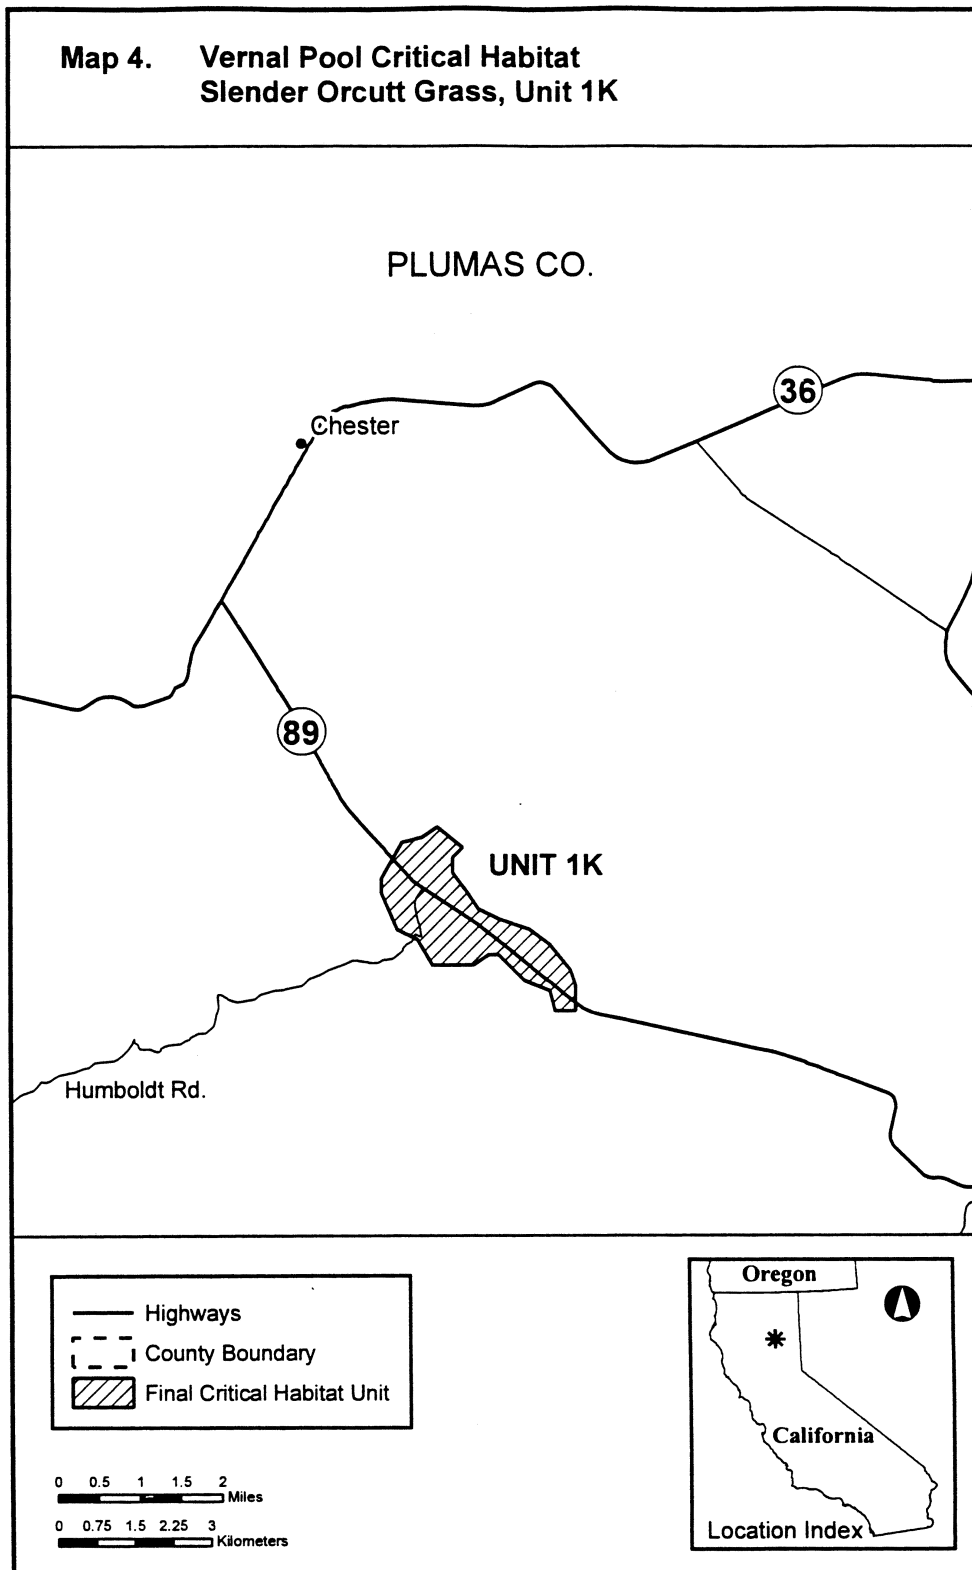 Map 4. Vernal Pool Critical Habitat
Slender Orcutt Grass, Unit 1K
PLUMAS CO.
36
Chester
89
UNIT 1K
Humboldt Rd.
Highways
County Boundary
Final Critical Habitat Unit
0 0.5 1 1.5 2
Miles
0 0.75 1.5 2.25 3
Kilometers
Oregon
California
Location Index